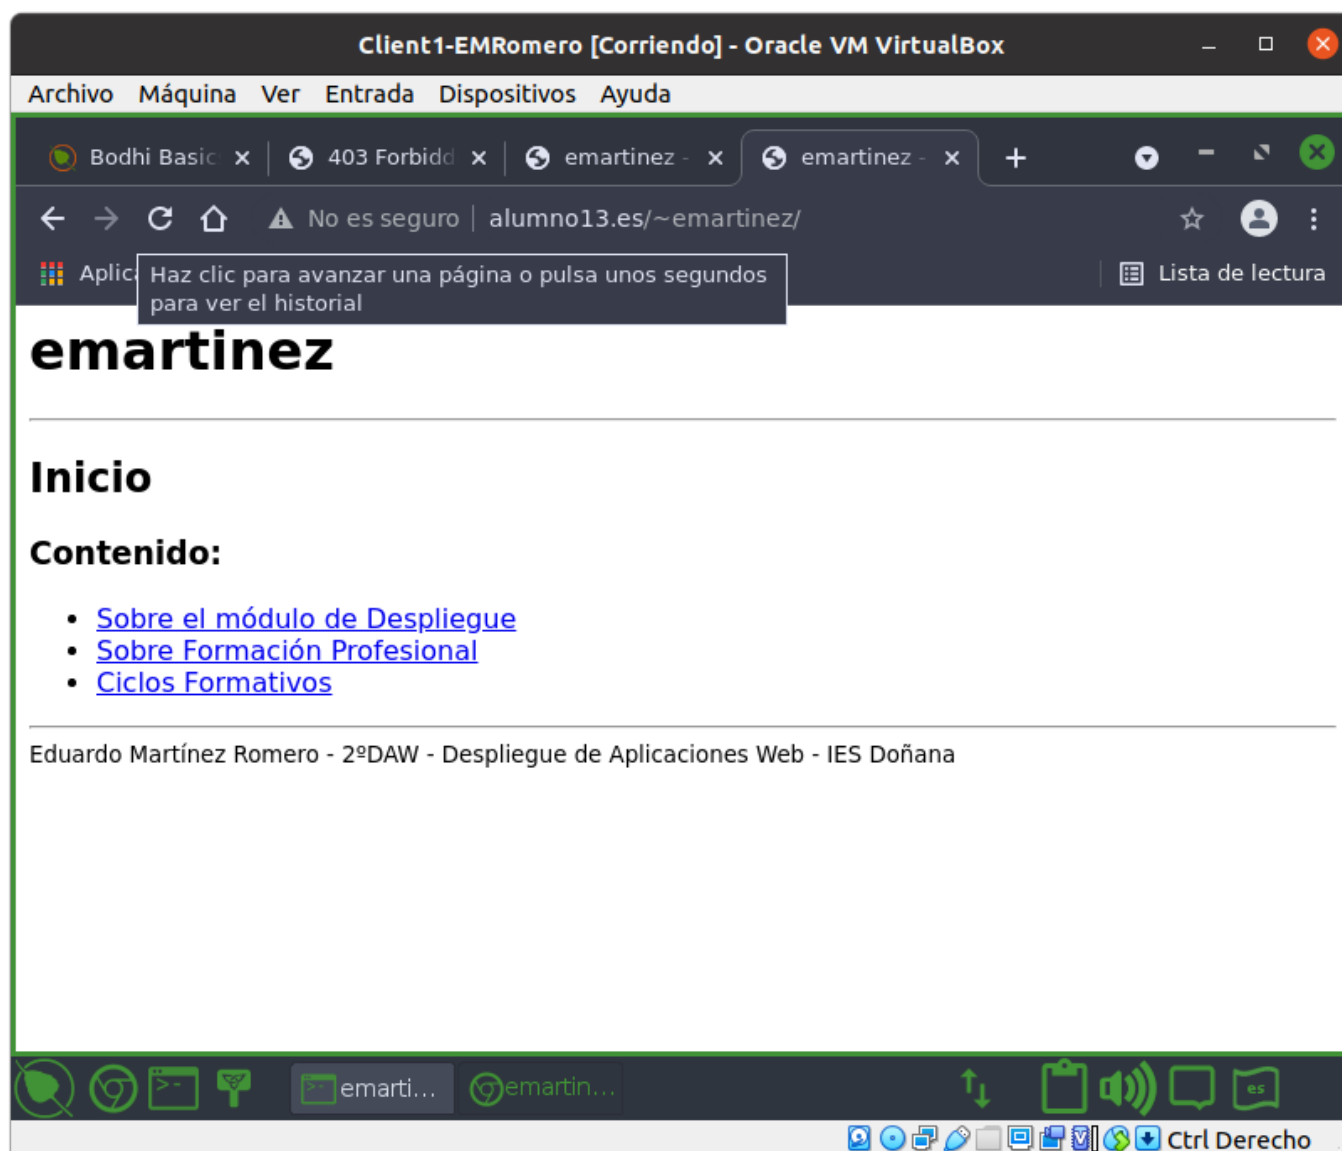 Client1-EMRomero [Corriendo] - Oracle VM VirtualBox
Archivo Máquina Ver Entrada Dispositivos Ayuda
Bodhi Basic 403 Forbidd emartinez - emartinez -
No es seguro alumno13.es/~emartinez/
Aplic Lista de lectura
Haz clic para avanzar una página o pulsa unos segundos
para ver el historial
emartinez
Inicio
Contenido:
Sobre el módulo de Despliegue
Sobre Formación Profesional
Ciclos Formativos
Eduardo Martínez Romero - 2ºDAW - Despliegue de Aplicaciones Web - IES Doñana
emarti... emartin... es
Ctrl Derecho